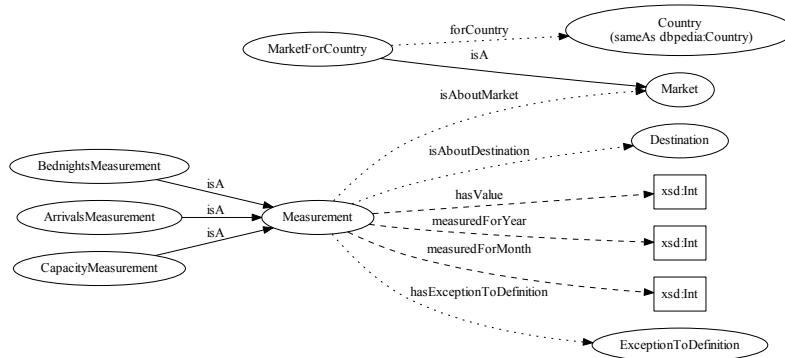 forCountry
Country
(sameAs dbpedia:Country)
MarketForCountry
isA
Market
isAboutMarket
Destination
isAboutDestination
BednightsMeasurement
isA
hasValue
xsd:Int
ArrivalsMeasurement
isA
Measurement
measuredForYear
xsd:Int
isA
measuredForMonth
CapacityMeasurement
xsd:Int
hasExceptionToDefinition
ExceptionToDefinition